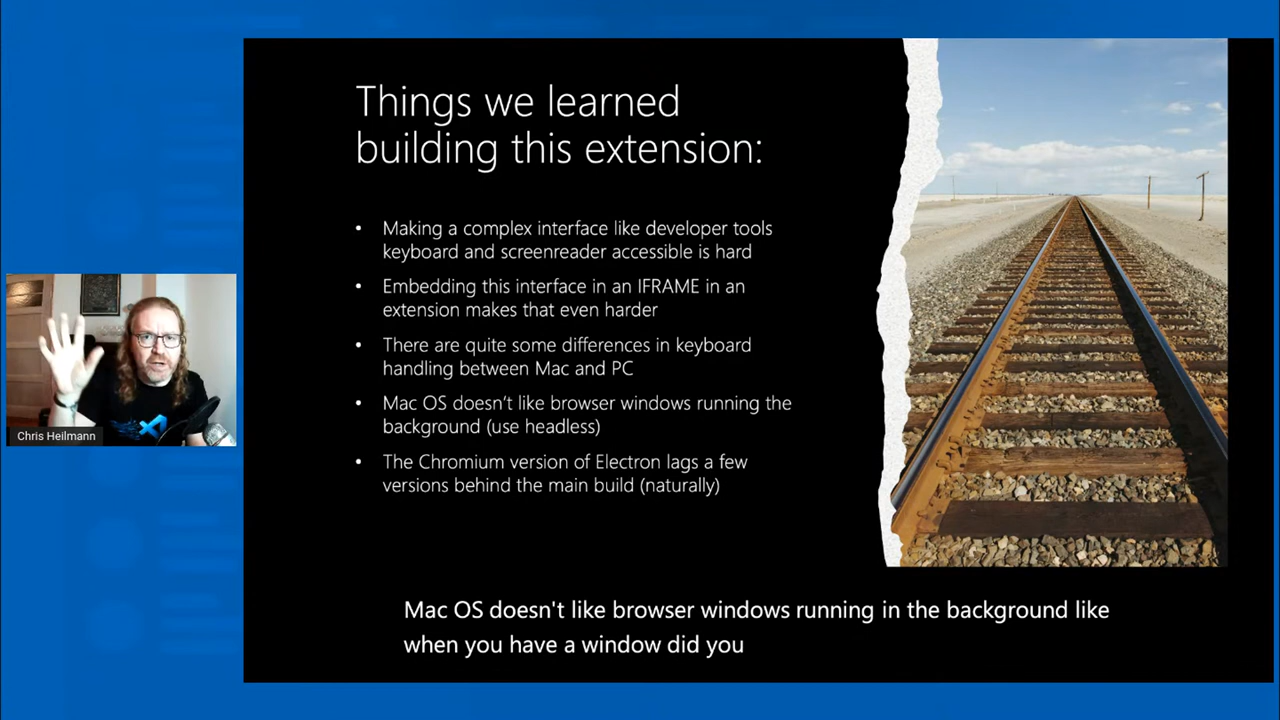 Things we learned
building this extension:
• Making a complex interface like developer tools
keyboard and screenreader accessible is hard
• Embedding this interface in an IFRAME in an
extension makes that even harder
• There are quite some differences in keyboard
handling between Mac and PC
• Mac OS doesn't like browser windows running the
background (use headless)
• The Chromium version of Electron lags a few
versions behind the main build (naturally)
Chris Heilmann
Mac OS doesn't like browser windows running in the background like
when you have a window did you